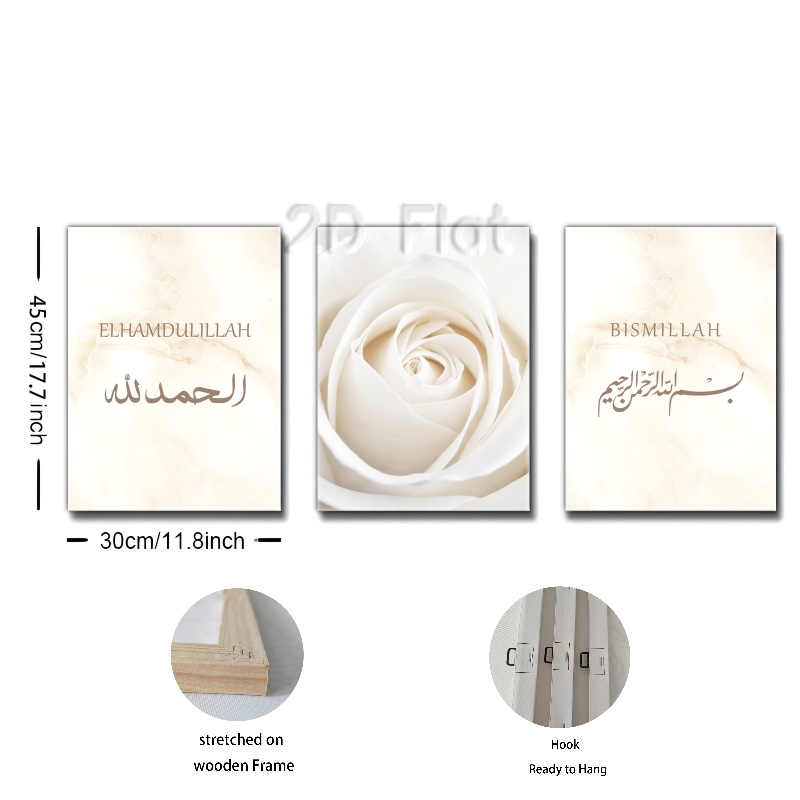 2D Flat
45cm/17.7inch
ELHAMDULILLAH
الحمد لله
BISMILLAH
بسم الله الرحمن الرحيم
30cm/11.8inch
stretched on
wooden Frame
Hook
Ready to Hang